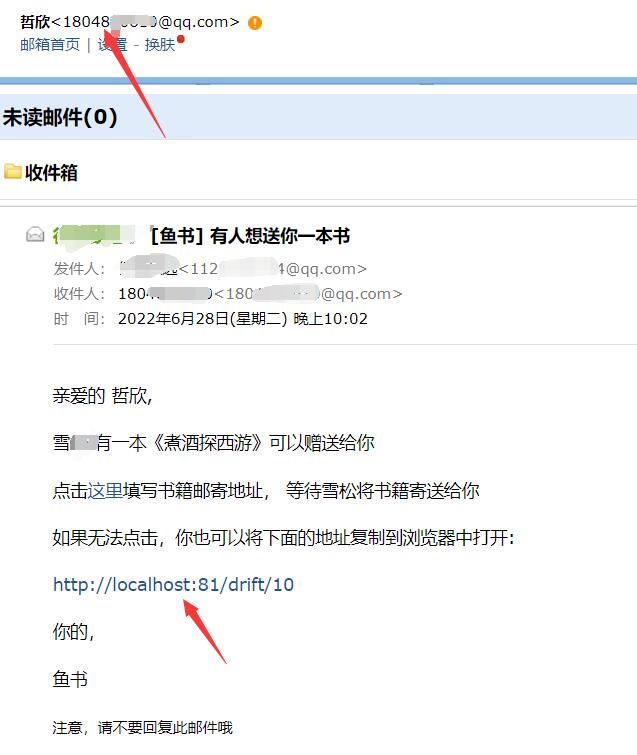 哲欣<18048 @qq.com>
邮箱首页 | 设置 - 换肤
未读邮件(0)
收件箱
[鱼书] 有人想送你一本书
发件人： <112 4@qq.com>
收件人： 180 0<180 @qq.com>
时 间： 2022年6月28日(星期二) 晚上10:02
亲爱的 哲欣,
雪 有一本《煮酒探西游》可以赠送给你
点击这里填写书籍邮寄地址， 等待雪松将书籍寄送给你
如果无法点击，你也可以将下面的地址复制到浏览器中打开:
http://localhost:81/drift/10
你的,
鱼书
注意，请不要回复此邮件哦